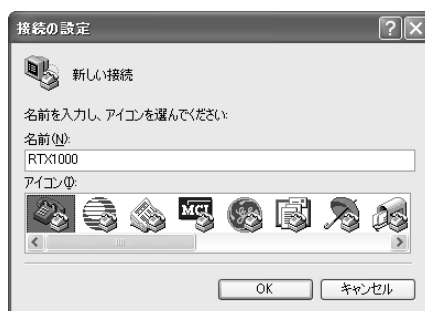 接続の設定
新しい接続
名前を入力し、アイコンを選んでください:
名前(N):
RTX1000
アイコン(I):
MCI
OK
キャンセル